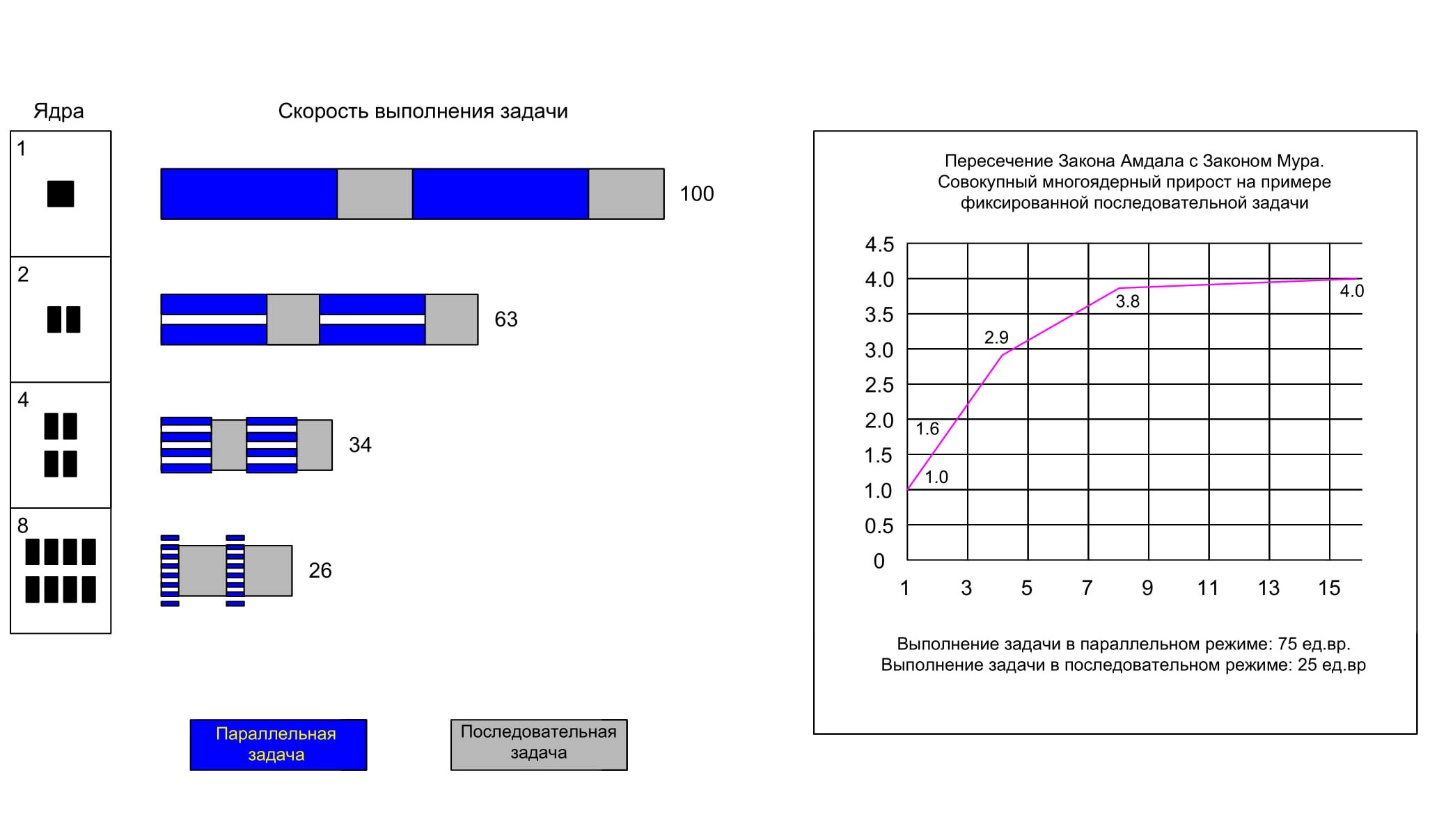 Ядра
Скорость выполнения задачи
1
100
2
63
4
34
8
26
Параллельная
задача
Последовательная
задача
Пересечение Закона Амдала с Законом Мура.
Совокупный многоядерный прирост на примере
фиксированной последовательной задачи
4.5
4.0
3.5
3.0
2.5
2.0
1.5
1.0
0.5
0
1.0
1.6
2.9
3.8
4.0
1 3 5 7 9 11 13 15
Выполнение задачи в параллельном режиме: 75 ед.вр.
Выполнение задачи в последовательном режиме: 25 ед.вр